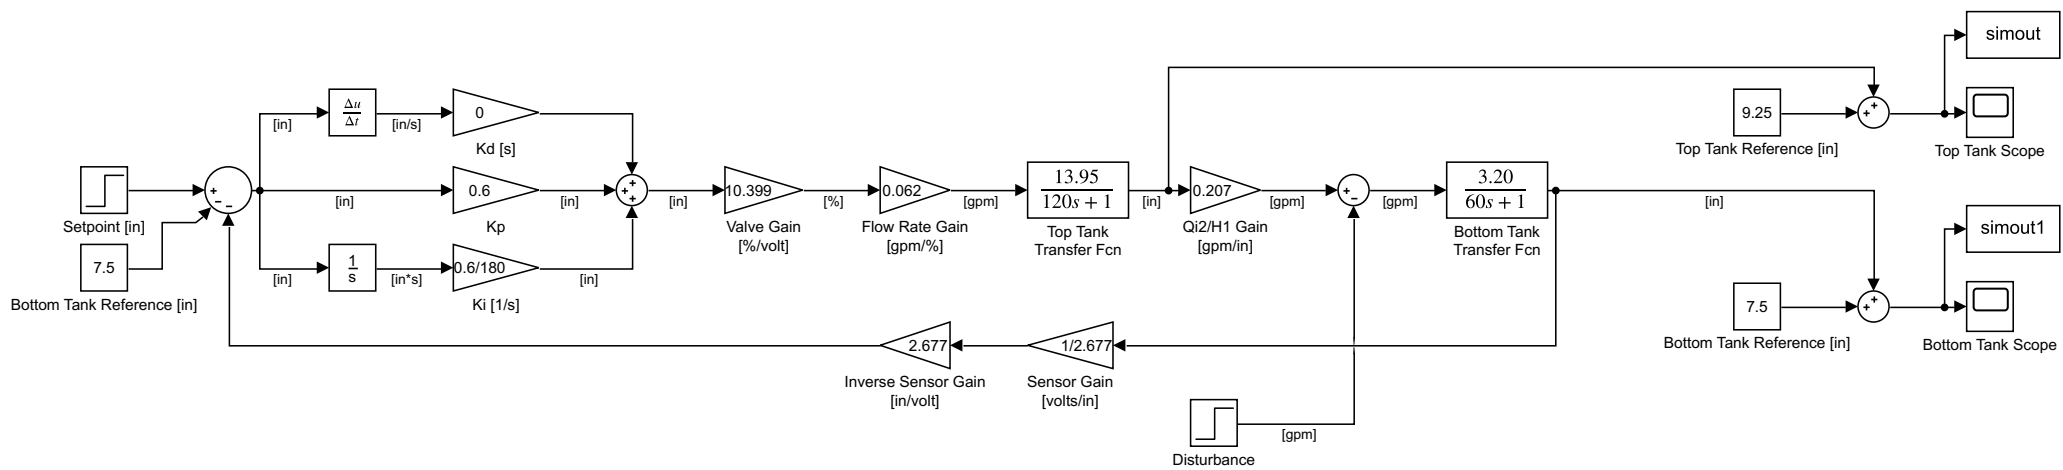 simout
Δu
Δt
[in]
[in/s]
0
Kd [s]
9.25
+
+
Top Tank Reference [in]
Top Tank Scope
Setpoint [in]
+
−
−
[in]
0.6
Kp
[in]
+
+
+
[in]
10.399
Valve Gain
[%/volt]
[%]
0.062
Flow Rate Gain
[gpm/%]
[gpm]
13.95
120s + 1
Top Tank
Transfer Fcn
[in]
0.207
Qi2/H1 Gain
[gpm/in]
[gpm]
+
−
[gpm]
3.20
60s + 1
Bottom Tank
Transfer Fcn
[in]
simout1
7.5
Bottom Tank Reference [in]
[in]
1
s
[in*s]
0.6/180
Ki [1/s]
[in]
7.5
+
+
Bottom Tank Reference [in]
Bottom Tank Scope
2.677
Inverse Sensor Gain
[in/volt]
1/2.677
Sensor Gain
[volts/in]
[gpm]
Disturbance